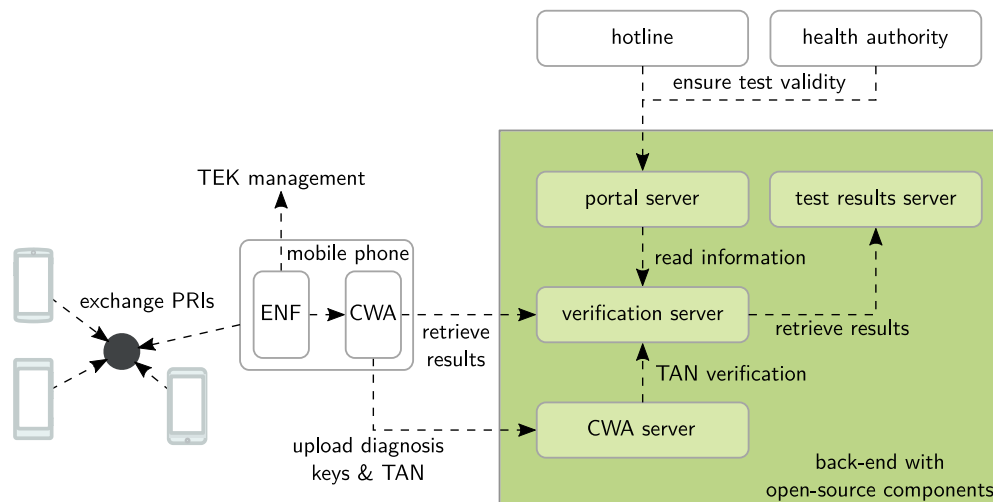 hotline
health authority
ensure test validity
TEK management
portal server
test results server
mobile phone
read information
exchange PRIs
ENF
CWA
verification server
retrieve
results
retrieve results
TAN verification
CWA server
upload diagnosis
keys & TAN
back-end with
open-source components